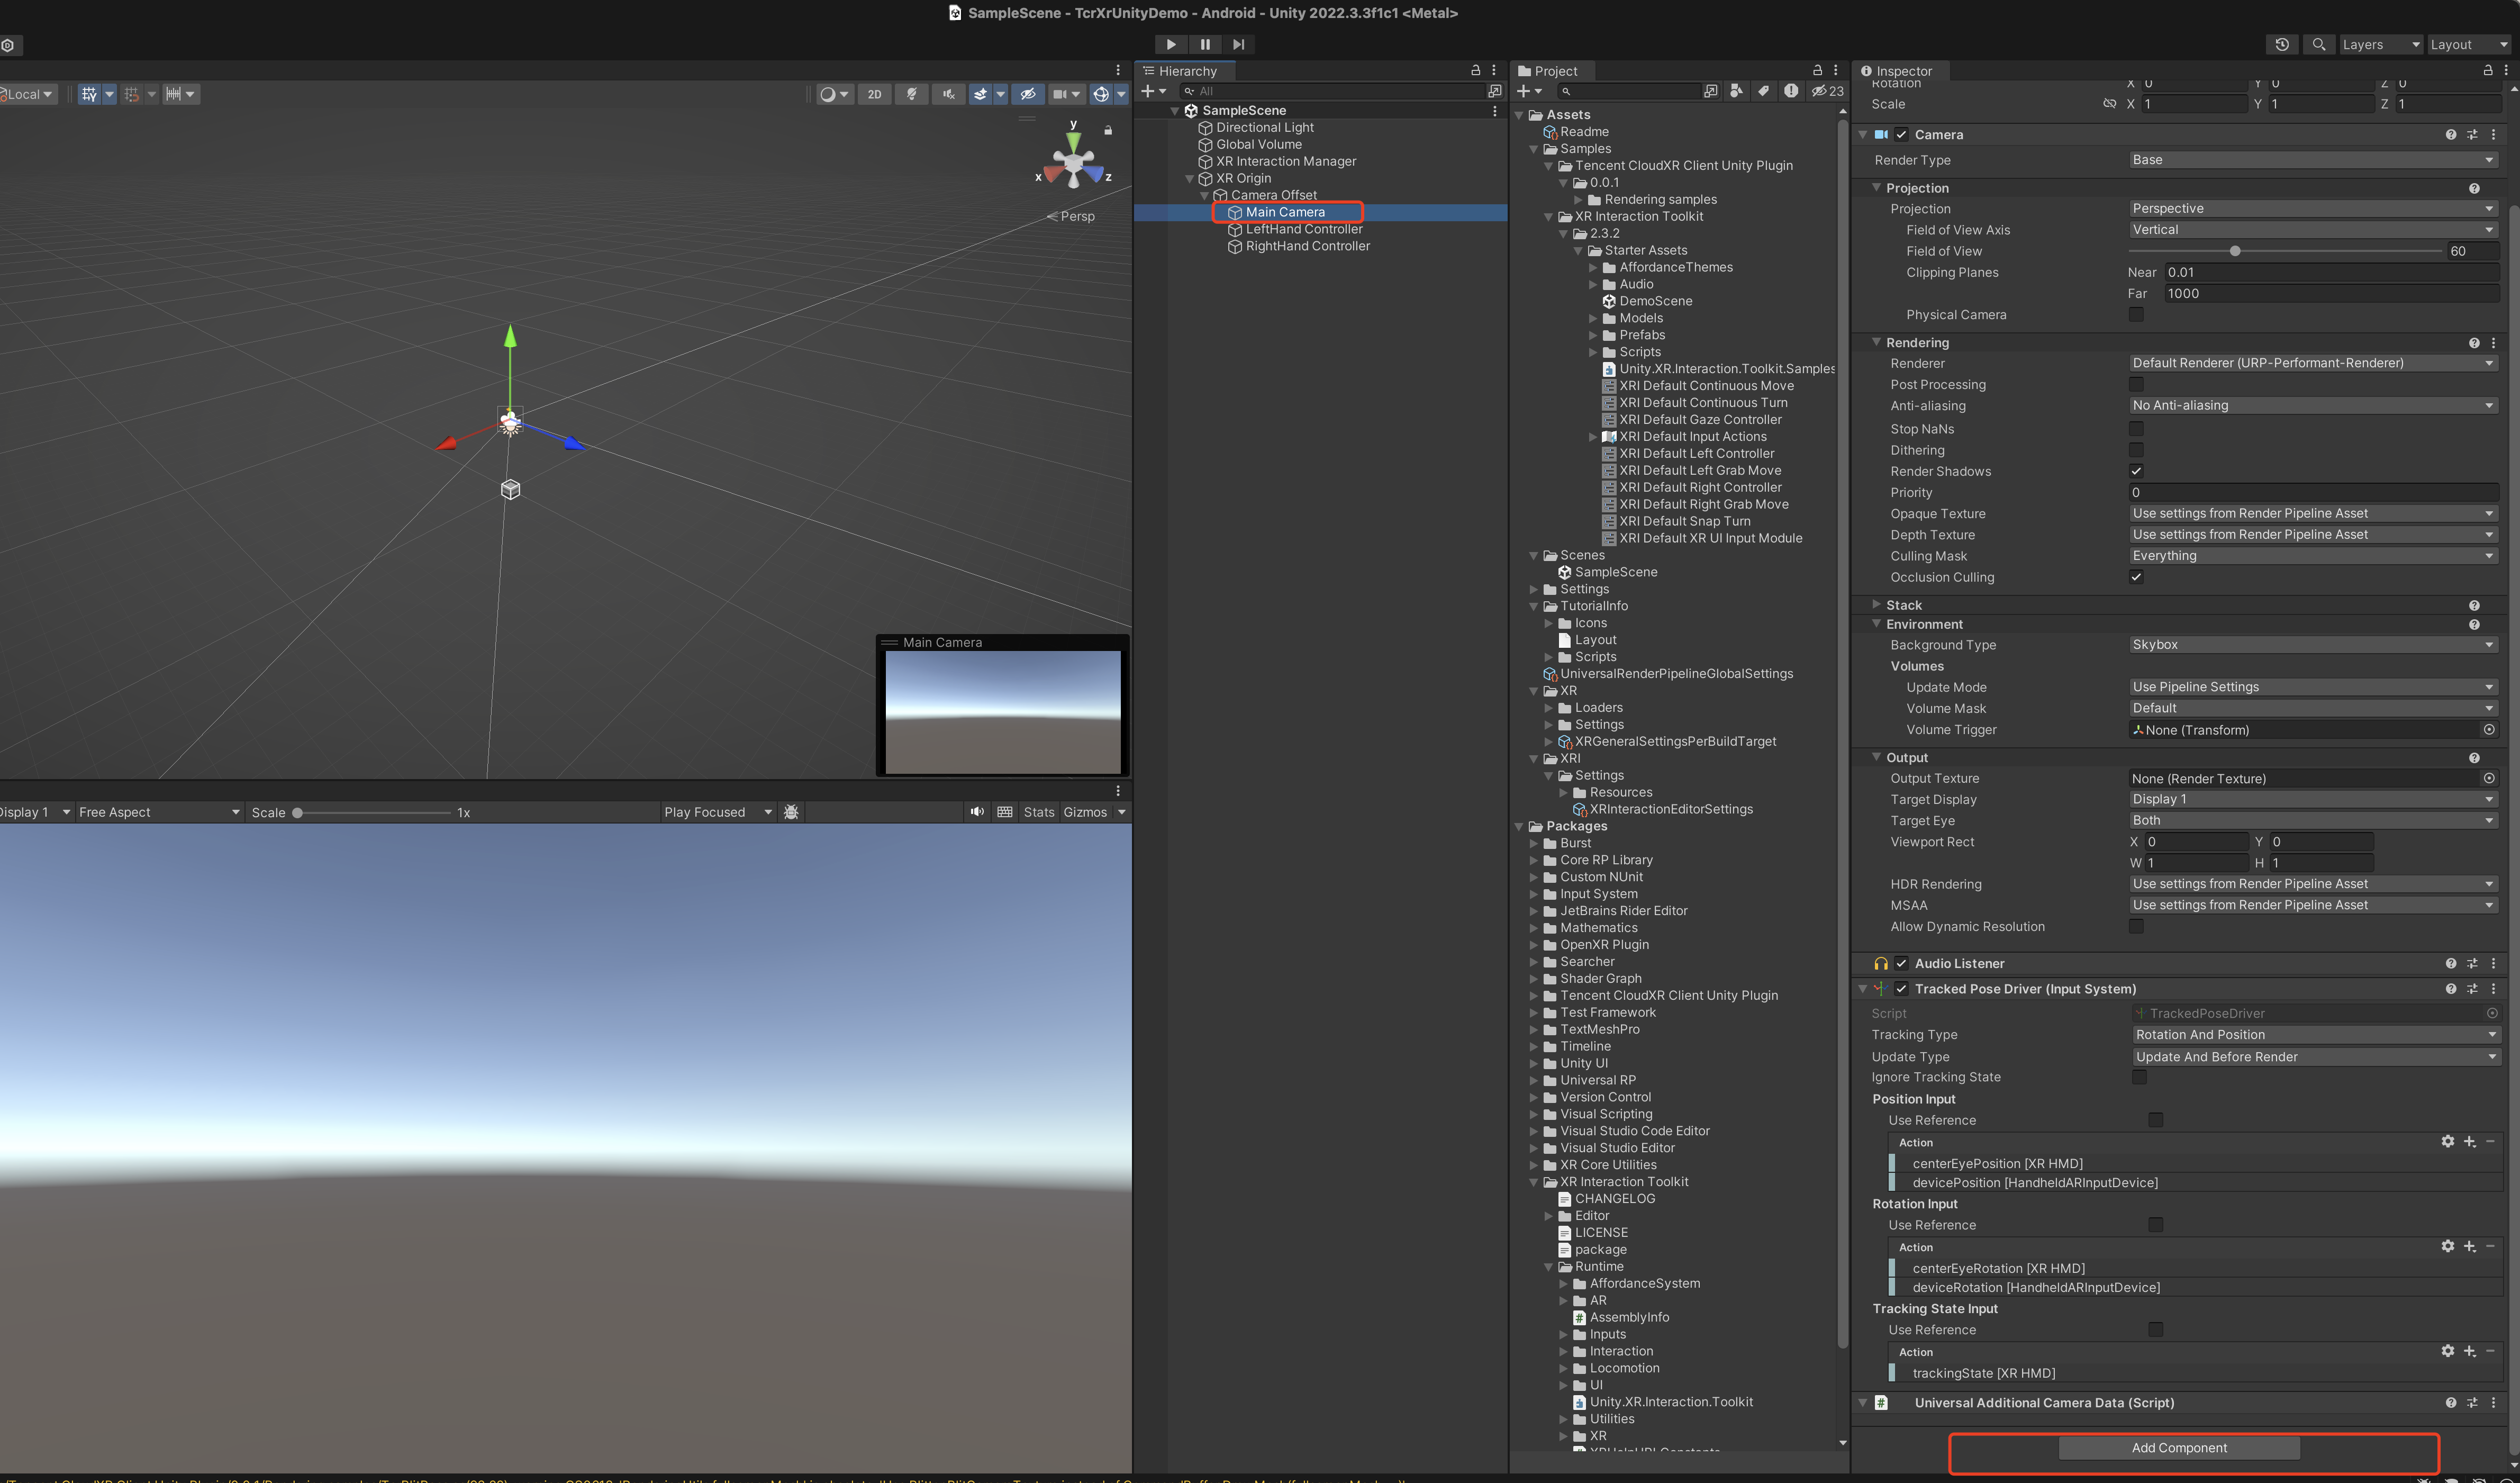 SampleScene - TcrXrUnityDemo - Android - Unity 2022.3.3f1c1 <Metal>
Layers
Layout
Local
2D
y
x
z
Persp
Main Camera
Display 1
Free Aspect
Scale
1x
Play Focused
Stats
Gizmos
Hierarchy
All
SampleScene
Directional Light
Global Volume
XR Interaction Manager
XR Origin
Camera Offset
Main Camera
LeftHand Controller
RightHand Controller
Project
23
Assets
Readme
Samples
Tencent CloudXR Client Unity Plugin
0.0.1
Rendering samples
XR Interaction Toolkit
2.3.2
Starter Assets
AffordanceThemes
Audio
DemoScene
Models
Prefabs
Scripts
Unity.XR.Interaction.Toolkit.Samples
XRI Default Continuous Move
XRI Default Continuous Turn
XRI Default Gaze Controller
XRI Default Input Actions
XRI Default Left Controller
XRI Default Left Grab Move
XRI Default Right Controller
XRI Default Right Grab Move
XRI Default Snap Turn
XRI Default XR UI Input Module
Scenes
SampleScene
Settings
TutorialInfo
Icons
Layout
Scripts
UniversalRenderPipelineGlobalSettings
XR
Loaders
Settings
XRGeneralSettingsPerBuildTarget
XRI
Settings
Resources
XRInteractionEditorSettings
Packages
Burst
Core RP Library
Custom NUnit
Input System
JetBrains Rider Editor
Mathematics
OpenXR Plugin
Searcher
Shader Graph
Tencent CloudXR Client Unity Plugin
Test Framework
TextMeshPro
Timeline
Unity UI
Universal RP
Version Control
Visual Scripting
Visual Studio Code Editor
Visual Studio Editor
XR Core Utilities
XR Interaction Toolkit
CHANGELOG
Editor
LICENSE
package
Runtime
AffordanceSystem
AR
AssemblyInfo
Inputs
Interaction
Locomotion
UI
Unity.XR.Interaction.Toolkit
Utilities
XR
XRHelpURLConstants
Inspector
Rotation X 0 Y 0 Z 0
Scale X 1 Y 1 Z 1
Camera
Render Type Base
Projection
Projection Perspective
Field of View Axis Vertical
Field of View 60
Clipping Planes Near 0.01
Far 1000
Physical Camera
Rendering
Renderer Default Renderer (URP-Performant-Renderer)
Post Processing
Anti-aliasing No Anti-aliasing
Stop NaNs
Dithering
Render Shadows
Priority 0
Opaque Texture Use settings from Render Pipeline Asset
Depth Texture Use settings from Render Pipeline Asset
Culling Mask Everything
Occlusion Culling
Stack
Environment
Background Type Skybox
Volumes
Update Mode Use Pipeline Settings
Volume Mask Default
Volume Trigger None (Transform)
Output
Output Texture None (Render Texture)
Target Display Display 1
Target Eye Both
Viewport Rect X 0 Y 0
W 1 H 1
HDR Rendering Use settings from Render Pipeline Asset
MSAA Use settings from Render Pipeline Asset
Allow Dynamic Resolution
Audio Listener
Tracked Pose Driver (Input System)
Script TrackedPoseDriver
Tracking Type Rotation And Position
Update Type Update And Before Render
Ignore Tracking State
Position Input
Use Reference
Action
centerEyePosition [XR HMD]
devicePosition [HandheldARInputDevice]
Rotation Input
Use Reference
Action
centerEyeRotation [XR HMD]
deviceRotation [HandheldARInputDevice]
Tracking State Input
Use Reference
Action
trackingState [XR HMD]
Universal Additional Camera Data (Script)
Add Component